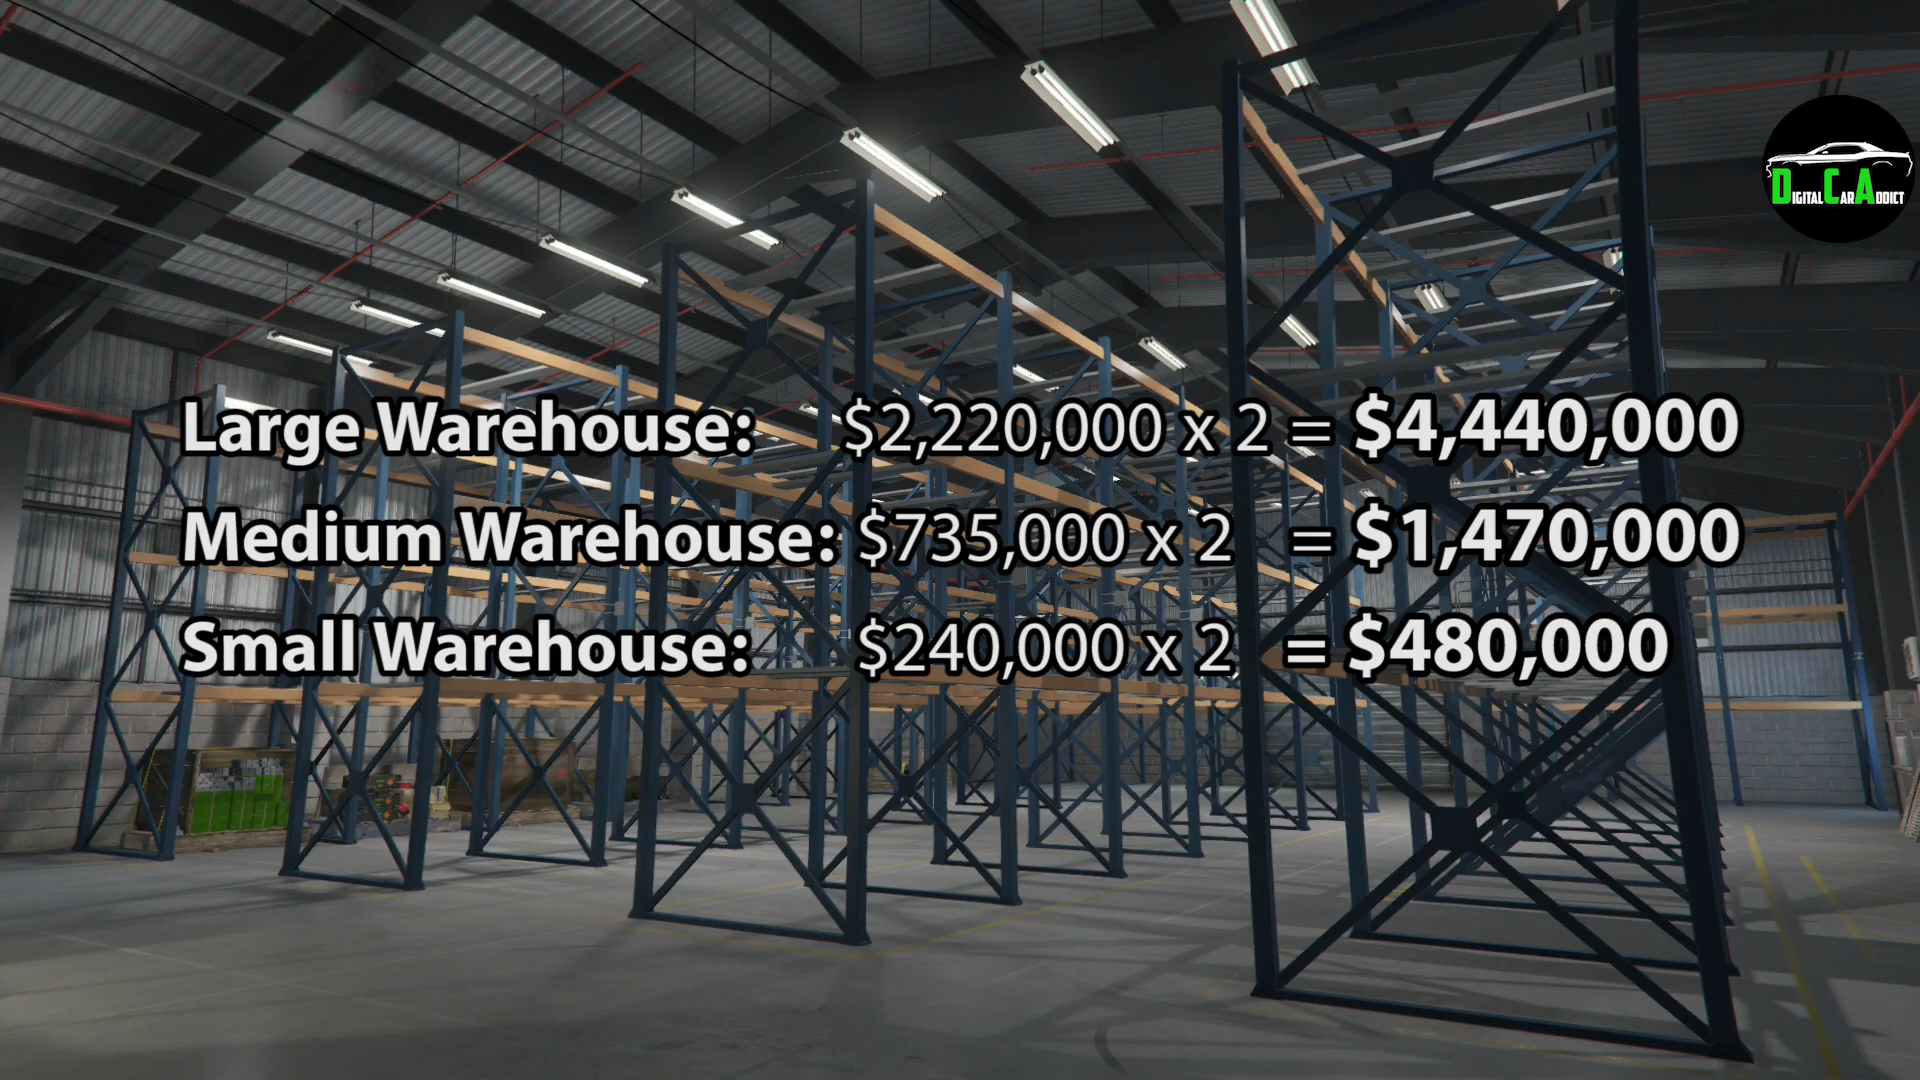 DigitalCarAddict
Large Warehouse: $2,220,000 x 2 = $4,440,000
Medium Warehouse: $735,000 x 2 = $1,470,000
Small Warehouse: $240,000 x 2 = $480,000